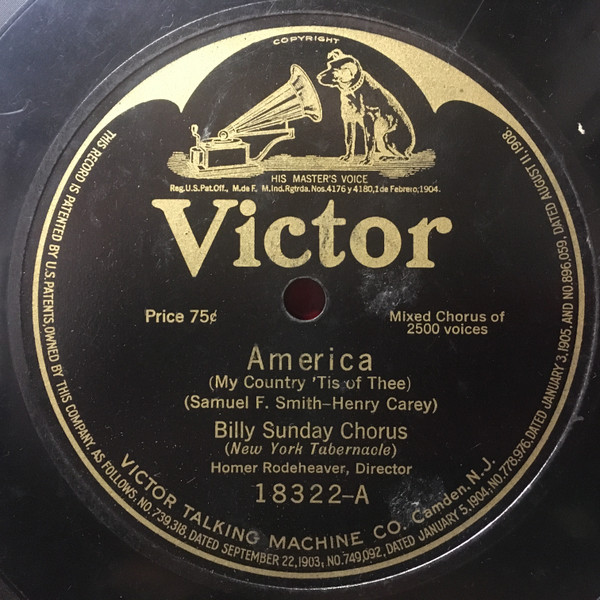 COPYRIGHT
HIS MASTER'S VOICE
Reg.U.S.Pat.Off., M.de F. M.Ind.Rgtrda.Nos.4176 y 4180,1 de Febrero,1904.
Victor
Price 75¢
Mixed Chorus of
2500 voices
America
(My Country 'Tis of Thee)
(Samuel F. Smith-Henry Carey)
Billy Sunday Chorus
(New York Tabernacle)
Homer Rodeheaver, Director
18322-A
VICTOR TALKING MACHINE CO. Camden N.J.
THIS RECORD IS PATENTED BY U.S. PATENTS, OWNED BY THIS COMPANY, AS FOLLOWS, NO. 739,318, DATED SEPTEMBER 22, 1903, NO. 749,092, DATED JANUARY 5, 1904, NO. 778,976, DATED JANUARY 3, 1905, AND NO. 896,059, DATED AUGUST 11, 1908